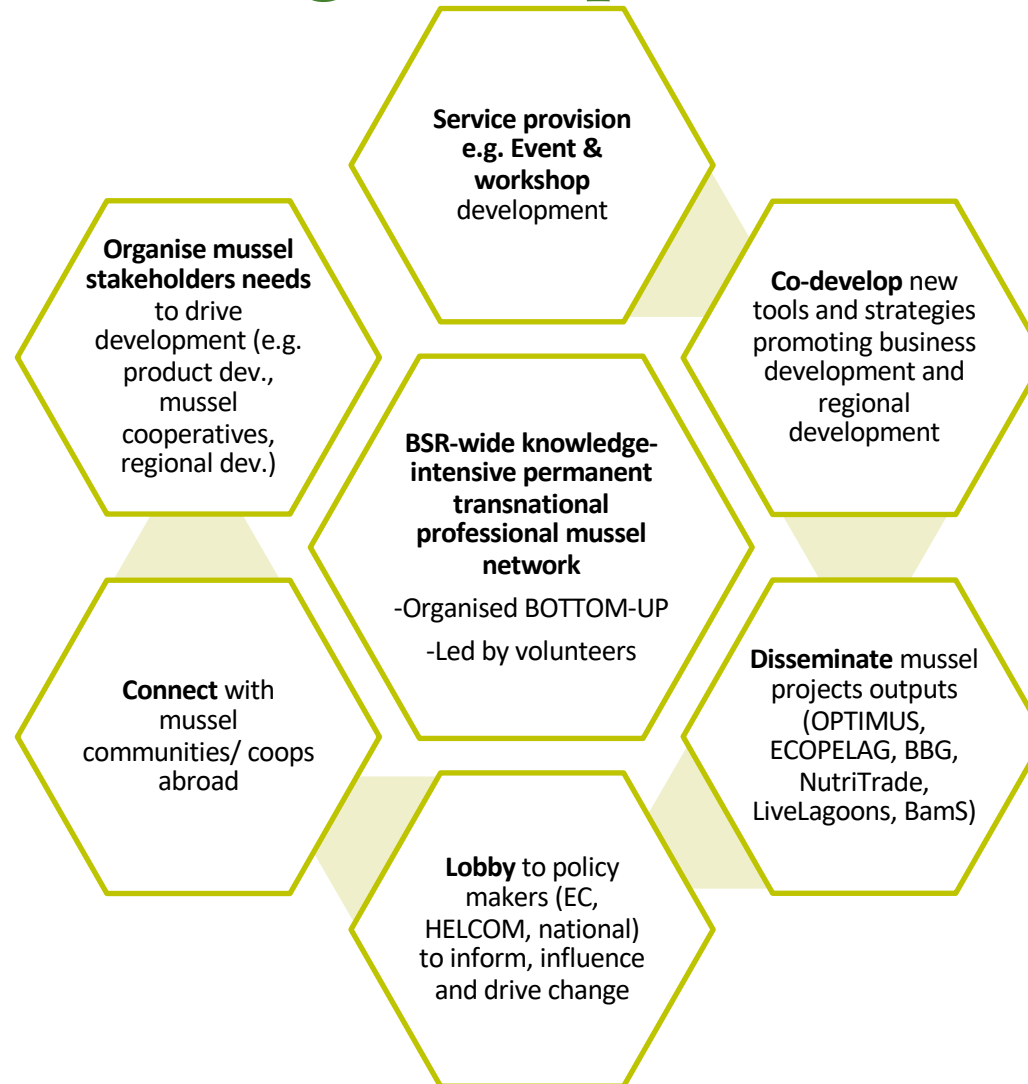 Service provision
e.g. Event &
workshop
development
Organise mussel
stakeholders needs
to drive
development (e.g.
product dev.,
mussel
cooperatives,
regional dev.)
Co-develop new
tools and strategies
promoting business
development and
regional
development
BSR-wide knowledge-
intensive permanent
transnational
professional mussel
network
-Organised BOTTOM-UP
-Led by volunteers
Connect with
mussel
communities/ coops
abroad
Disseminate mussel
projects outputs
(OPTIMUS,
ECOPELAG, BBG,
NutriTrade,
LiveLagoons, BamS)
Lobby to policy
makers (EC,
HELCOM, national)
to inform, influence
and drive change